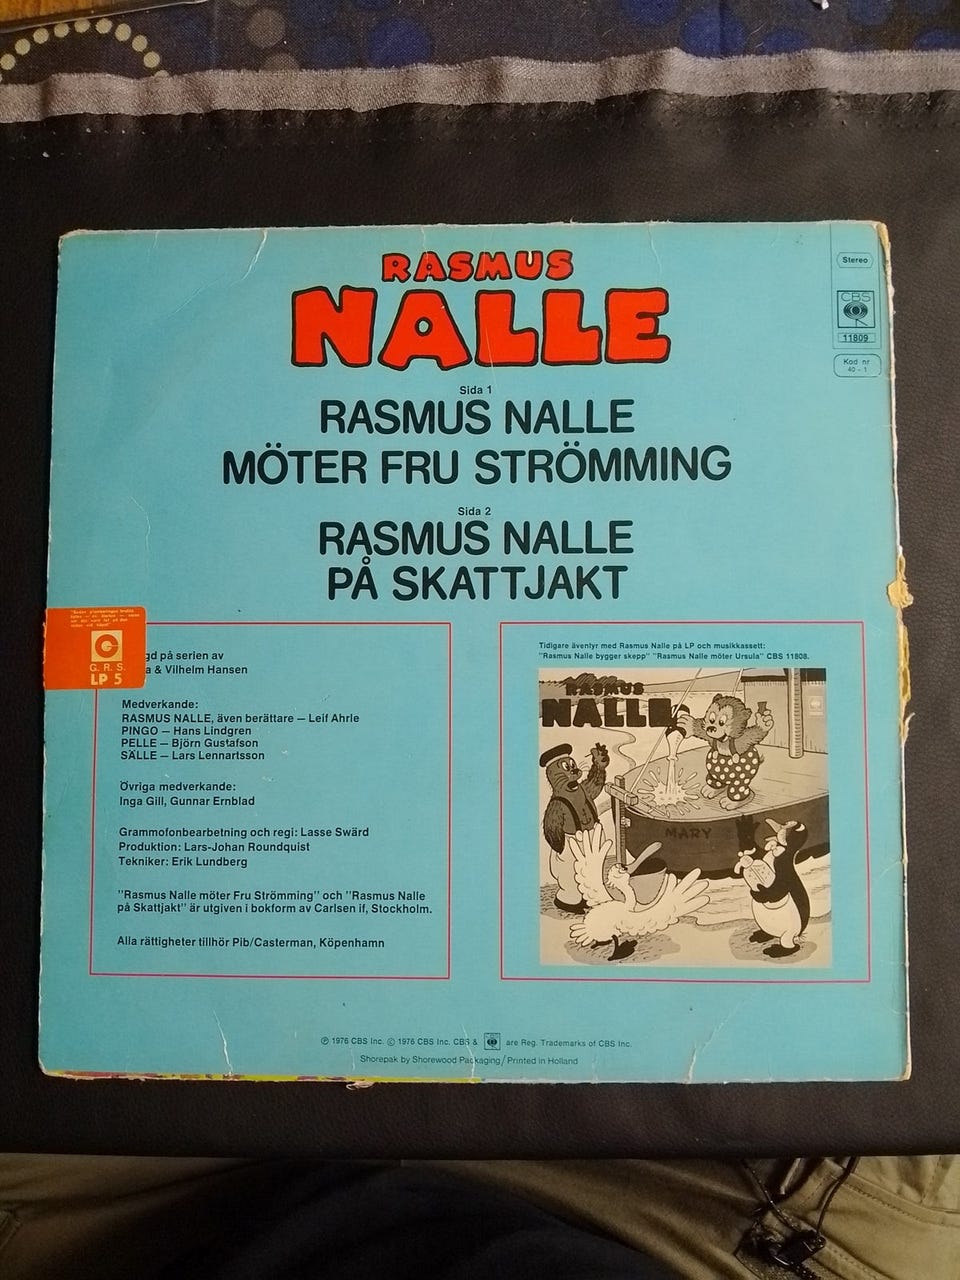 RASMUS
NALLE
Stereo
CBS
11809
Kod nr
40 - 1
Sida 1
RASMUS NALLE
MÖTER FRU STRÖMMING
Sida 2
RASMUS NALLE
PÅ SKATTJAKT
G
G. R. S.
LP 5
gd på serien av
a & Vilhelm Hansen
Medverkande:
RASMUS NALLE, även berättare — Leif Ahrle
PINGO — Hans Lindgren
PELLE — Björn Gustafson
SÄLLE — Lars Lennartsson
Övriga medverkande:
Inga Gill, Gunnar Ernblad
Grammofonbearbetning och regi: Lasse Swärd
Produktion: Lars-Johan Roundquist
Tekniker: Erik Lundberg
"Rasmus Nalle möter Fru Strömming" och "Rasmus Nalle
på Skattjakt" är utgiven i bokform av Carlsen if, Stockholm.
Alla rättigheter tillhör Pib/Casterman, Köpenhamn
Tidigare äventyr med Rasmus Nalle på LP och musikkassett:
"Rasmus Nalle bygger skepp" "Rasmus Nalle möter Ursula" CBS 11808.
RASMUS
NALLE
MARY
℗ 1976 CBS Inc. © 1976 CBS Inc. CBS & are Reg. Trademarks of CBS Inc.
Shorepak by Shorewood Packaging/Printed in Holland